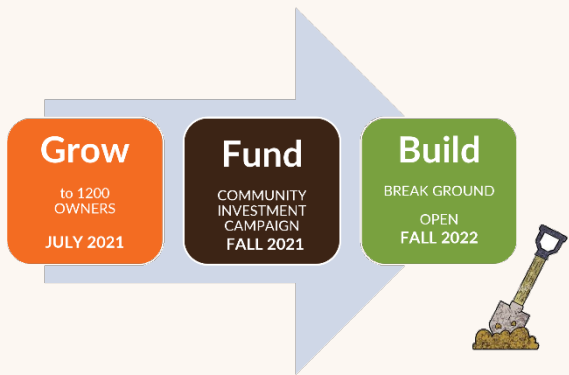 Grow
to 1200
OWNERS
JULY 2021
Fund
COMMUNITY
INVESTMENT
CAMPAIGN
FALL 2021
Build
BREAK GROUND
OPEN
FALL 2022